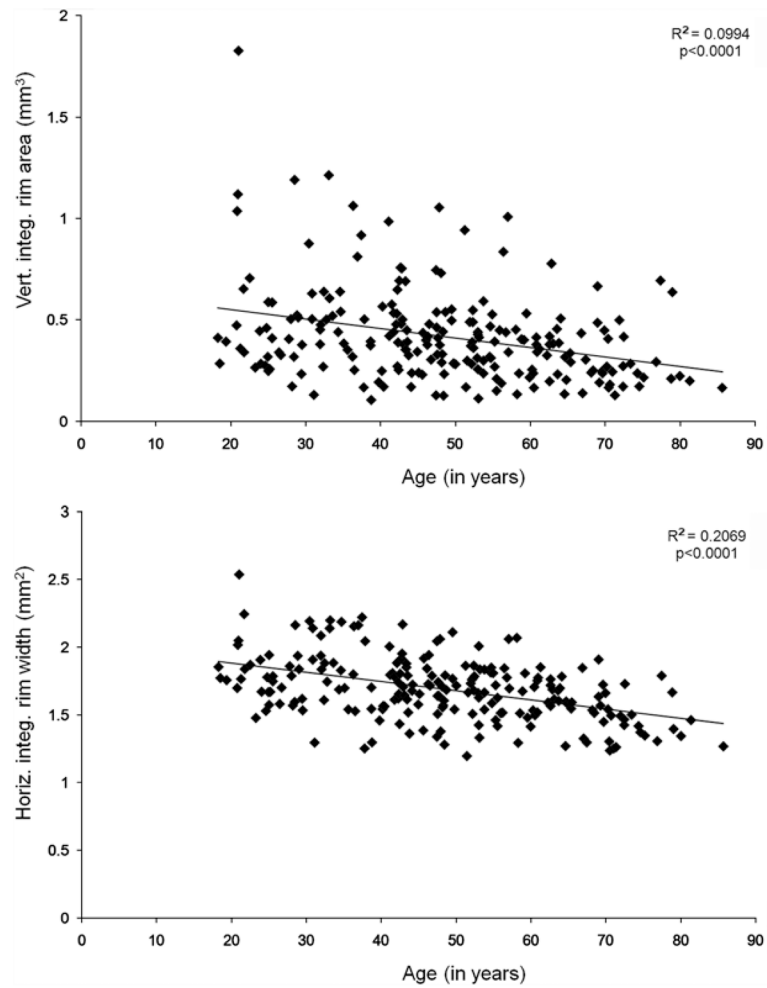 2
R² = 0.0994
p<0.0001
1.5
Vert. integ. rim area (mm³)
1
0.5
0
0 10 20 30 40 50 60 70 80 90
Age (in years)
3
R² = 0.2069
p<0.0001
2.5
2
Horiz. integ. rim width (mm²)
1.5
1
0.5
0
0 10 20 30 40 50 60 70 80 90
Age (in years)